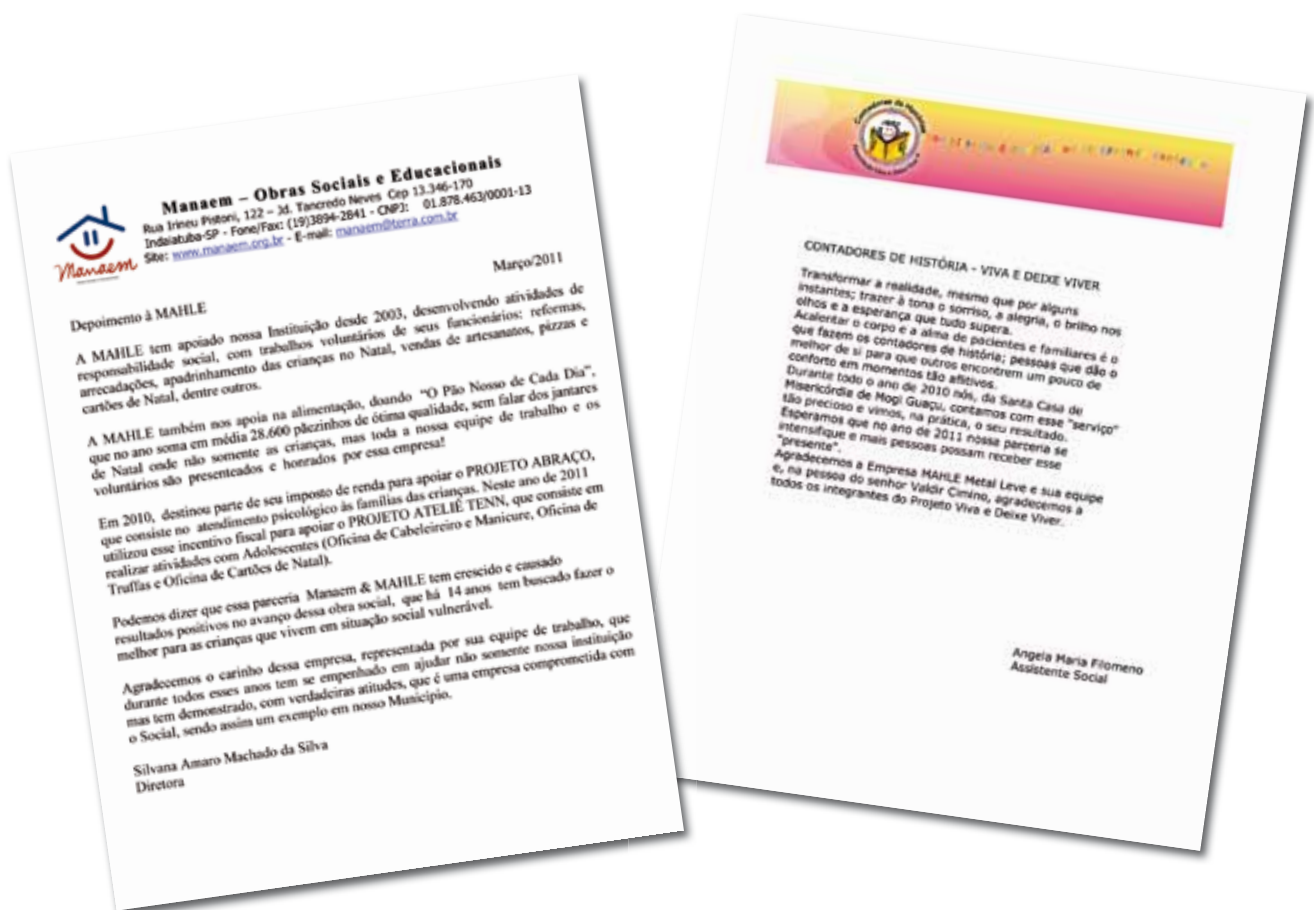 Manaem – Obras Sociais e Educacionais
Rua Irineu Pistoni, 122 – Jd. Tancredo Neves Cep 13.346-170
Indaiatuba-SP - Fone/Fax: (19)3894-2841 - CNPJ: 01.878.463/0001-13
Site: www.manaem.org.br - E-mail: manaem@terra.com.br
Manaem
Março/2011
Depoimento à MAHLE
A MAHLE tem apoiado nossa Instituição desde 2003, desenvolvendo atividades de
responsabilidade social, com trabalhos voluntários de seus funcionários: reformas,
arrecadações, apadrinhamento das crianças no Natal, vendas de artesanatos, pizzas e
cartões de Natal, dentre outros.
A MAHLE também nos apoia na alimentação, doando "O Pão Nosso de Cada Dia",
que no ano soma em média 28.600 pãezinhos de ótima qualidade, sem falar dos jantares
de Natal onde não somente as crianças, mas toda a nossa equipe de trabalho e os
voluntários são presenteados e honrados por essa empresa!
Em 2010, destinou parte de seu imposto de renda para apoiar o PROJETO ABRAÇO,
que consiste no atendimento psicológico às famílias das crianças. Neste ano de 2011
utilizou esse incentivo fiscal para apoiar o PROJETO ATELIÊ TENN, que consiste em
realizar atividades com Adolescentes (Oficina de Cabeleireiro e Manicure, Oficina de
Truffas e Oficina de Cartões de Natal).
Podemos dizer que essa parceria Manaem & MAHLE tem crescido e causado
resultados positivos no avanço dessa obra social, que há 14 anos tem buscado fazer o
melhor para as crianças que vivem em situação social vulnerável.
Agradecemos o carinho dessa empresa, representada por sua equipe de trabalho, que
durante todos esses anos tem se empenhado em ajudar não somente nossa instituição
mas tem demonstrado, com verdadeiras atitudes, que é uma empresa comprometida com
o Social, sendo assim um exemplo em nosso Município.
Silvana Amaro Machado da Silva
Diretora
Contadores de História
CONTADORES DE HISTÓRIA - VIVA E DEIXE VIVER
Transformar a realidade, mesmo que por alguns
instantes; trazer à tona o sorriso, a alegria, o brilho nos
olhos e a esperança que tudo supera.
Acalentar o corpo e a alma de pacientes e familiares é o
que fazem os contadores de história; pessoas que dão o
melhor de si para que outros encontrem um pouco de
conforto em momentos tão aflitivos.
Durante todo o ano de 2010 nós, da Santa Casa de
Misericórdia de Mogi Guaçu, contamos com esse "serviço"
tão precioso e vimos, na prática, o seu resultado.
Esperamos que no ano de 2011 nossa parceria se
intensifique e mais pessoas possam receber esse
"presente".
Agradecemos a Empresa MAHLE Metal Leve e sua equipe
e, na pessoa do senhor Valdir Cimino, agradecemos a
todos os integrantes do Projeto Viva e Deixe Viver.
Angela Maria Filomeno
Assistente Social